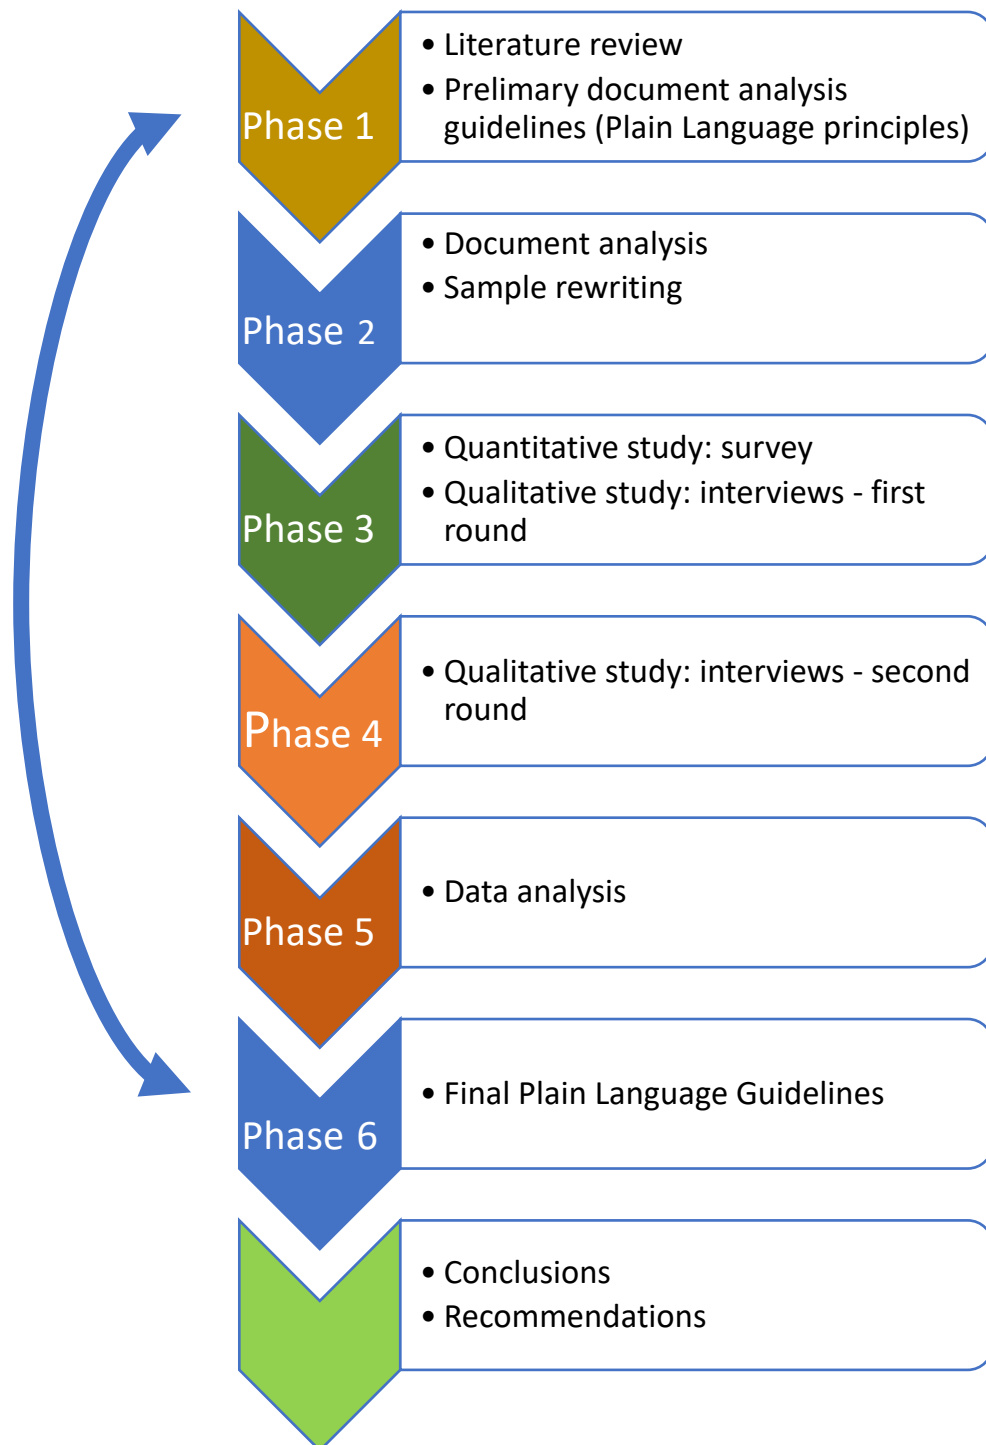 Phase 1
• Literature review
• Prelimary document analysis
guidelines (Plain Language principles)
Phase 2
• Document analysis
• Sample rewriting
Phase 3
• Quantitative study: survey
• Qualitative study: interviews - first
round
Phase 4
• Qualitative study: interviews - second
round
Phase 5
• Data analysis
Phase 6
• Final Plain Language Guidelines
• Conclusions
• Recommendations